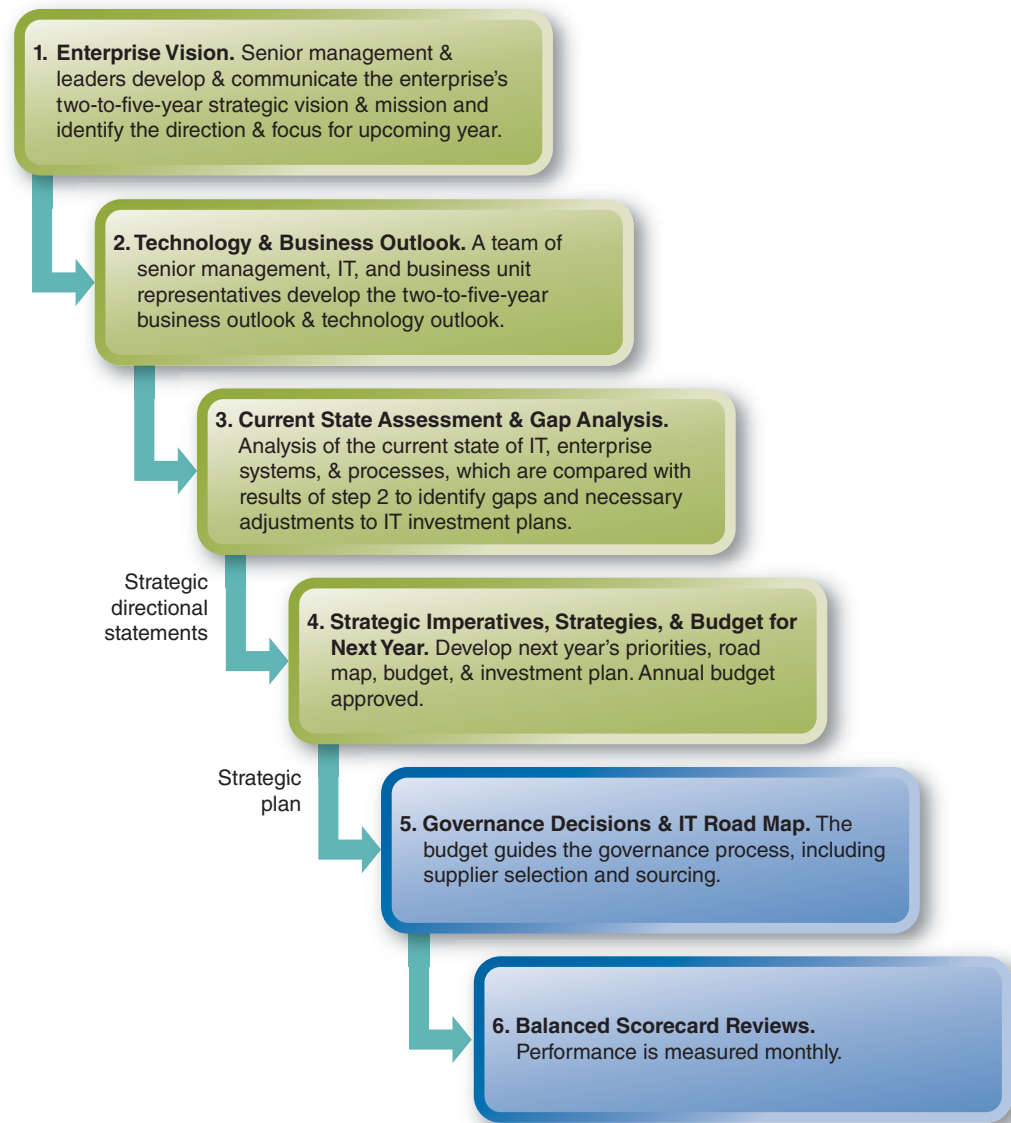 1. Enterprise Vision. Senior management &
leaders develop & communicate the enterprise's
two-to-five-year strategic vision & mission and
identify the direction & focus for upcoming year.
2. Technology & Business Outlook. A team of
senior management, IT, and business unit
representatives develop the two-to-five-year
business outlook & technology outlook.
3. Current State Assessment & Gap Analysis.
Analysis of the current state of IT, enterprise
systems, & processes, which are compared with
results of step 2 to identify gaps and necessary
adjustments to IT investment plans.
Strategic
directional
statements
4. Strategic Imperatives, Strategies, & Budget for
Next Year. Develop next year's priorities, road
map, budget, & investment plan. Annual budget
approved.
Strategic
plan
5. Governance Decisions & IT Road Map. The
budget guides the governance process, including
supplier selection and sourcing.
6. Balanced Scorecard Reviews.
Performance is measured monthly.